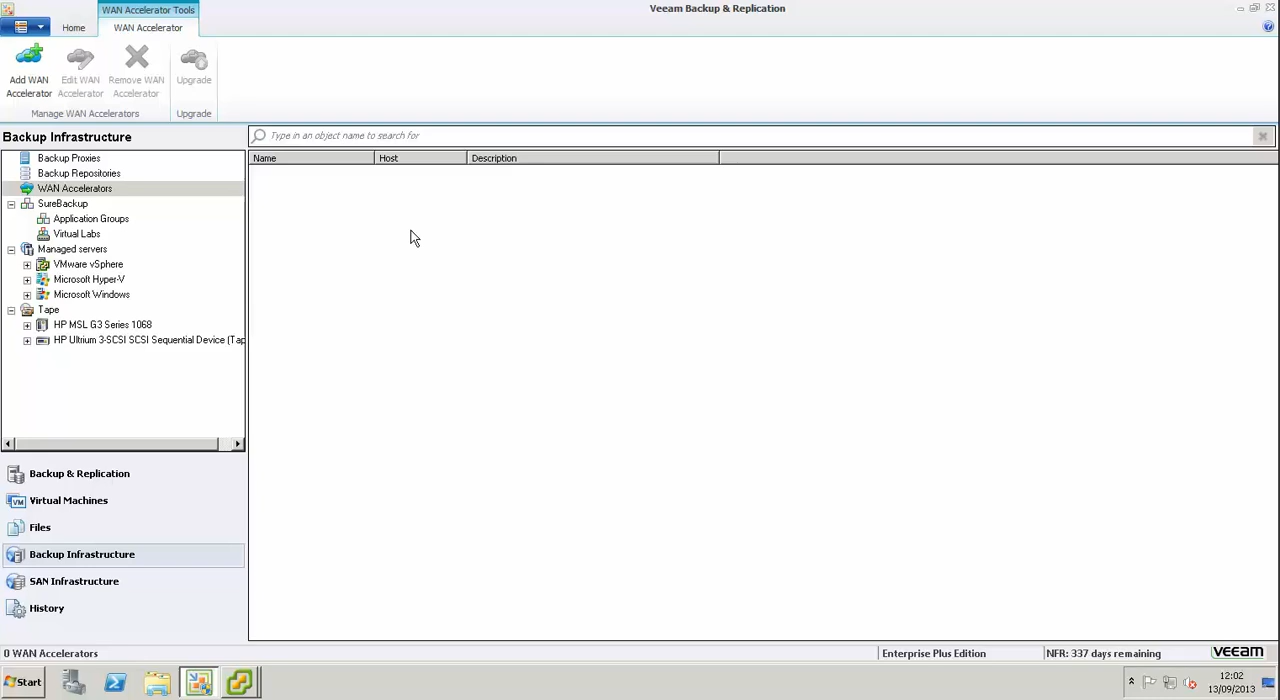 WAN Accelerator Tools
Veeam Backup & Replication
Home
WAN Accelerator
Add WAN Accelerator
Edit WAN Accelerator
Remove WAN Accelerator
Upgrade
Manage WAN Accelerators
Upgrade
Backup Infrastructure
Type in an object name to search for
Backup Proxies
Backup Repositories
WAN Accelerators
SureBackup
Application Groups
Virtual Labs
Managed servers
VMware vSphere
Microsoft Hyper-V
Microsoft Windows
Tape
HP MSL G3 Series 1068
HP Ultrium 3-SCSI SCSI Sequential Device (Tap
Name Host Description
Backup & Replication
VM Virtual Machines
Files
Backup Infrastructure
SAN Infrastructure
History
0 WAN Accelerators
Enterprise Plus Edition
NFR: 337 days remaining
veeam
Start
12:02
13/09/2013